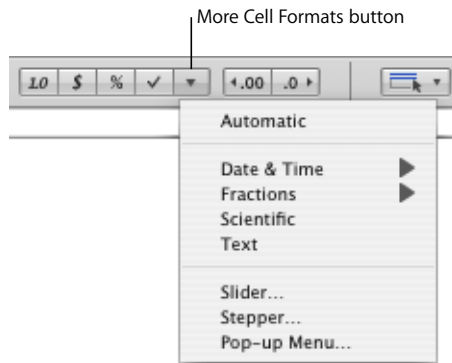 More Cell Formats button
1.0 $ % ✓ .00 .0
Automatic
Date & Time
Fractions
Scientific
Text
Slider...
Stepper...
Pop-up Menu...